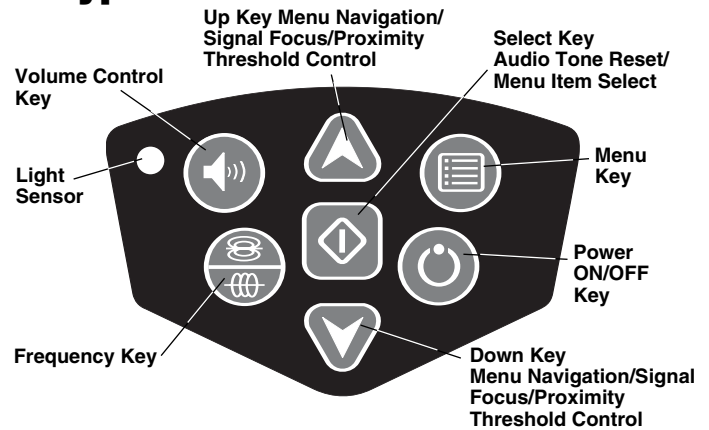 Up Key Menu Navigation/
Signal Focus/Proximity
Threshold Control
Select Key
Audio Tone Reset/
Menu Item Select
Volume Control
Key
Menu
Key
Light
Sensor
Power
ON/OFF
Key
Frequency Key
Down Key
Menu Navigation/Signal
Focus/Proximity
Threshold Control